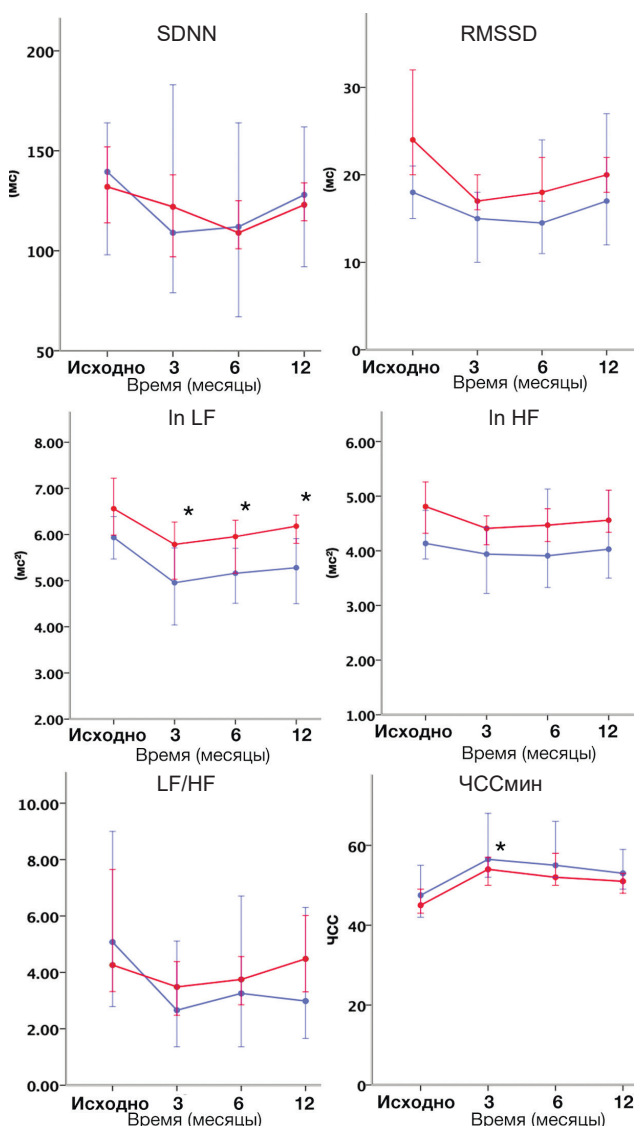 SDNN
200
150
100
50
(мс)
Исходно 3 6 12
Время (месяцы)
RMSSD
30
20
10
0
(мс)
Исходно 3 6 12
Время (месяцы)
ln LF
8.00
7.00
6.00
5.00
4.00
3.00
2.00
(мс²)
* * *
Исходно 3 6 12
Время (месяцы)
ln HF
6.00
5.00
4.00
3.00
2.00
1.00
(мс²)
Исходно 3 6 12
Время (месяцы)
LF/HF
10.00
8.00
6.00
4.00
2.00
0.00
Исходно 3 6 12
Время (месяцы)
ЧССмин
60
40
20
0
ЧСС
*
Исходно 3 6 12
Время (месяцы)